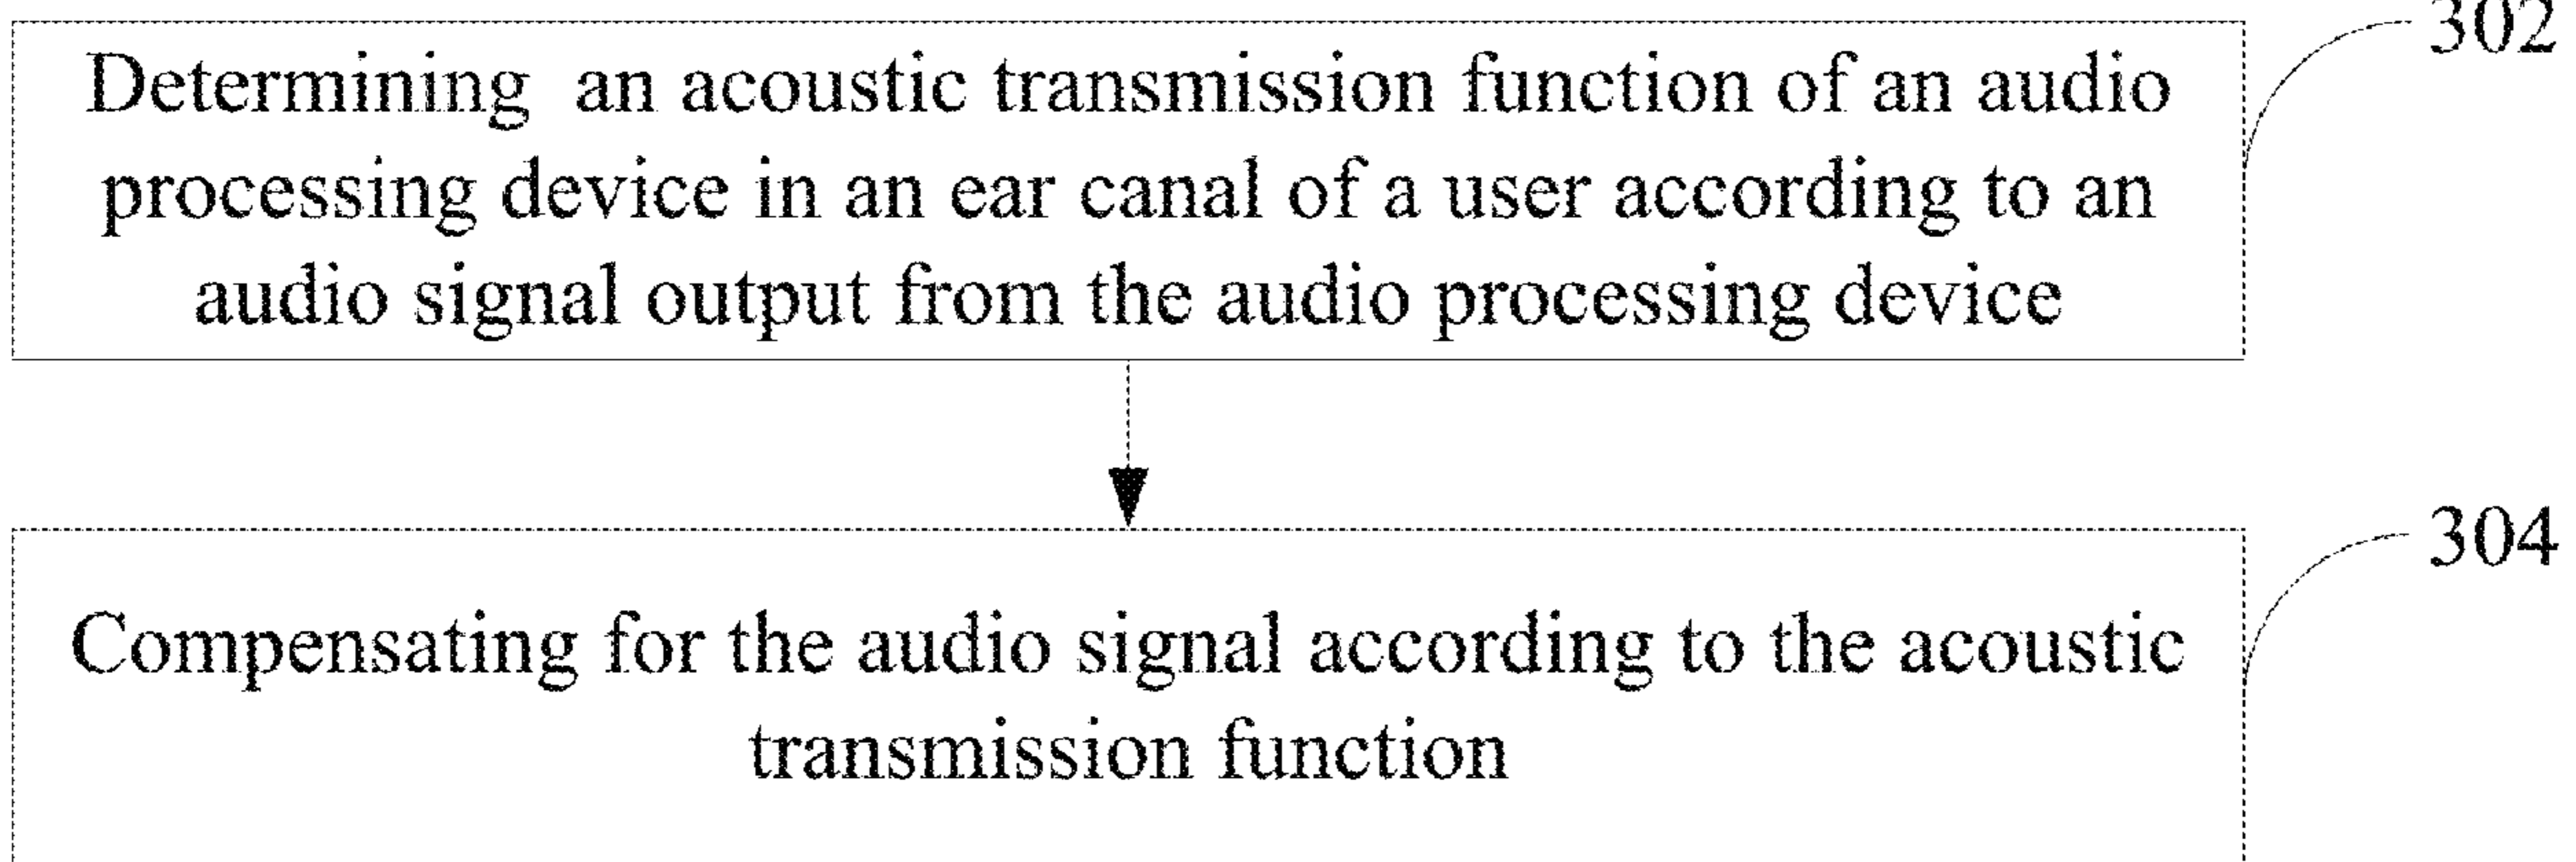 302
Determining an acoustic transmission function of an audio
processing device in an ear canal of a user according to an
audio signal output from the audio processing device
304
Compensating for the audio signal according to the acoustic
transmission function